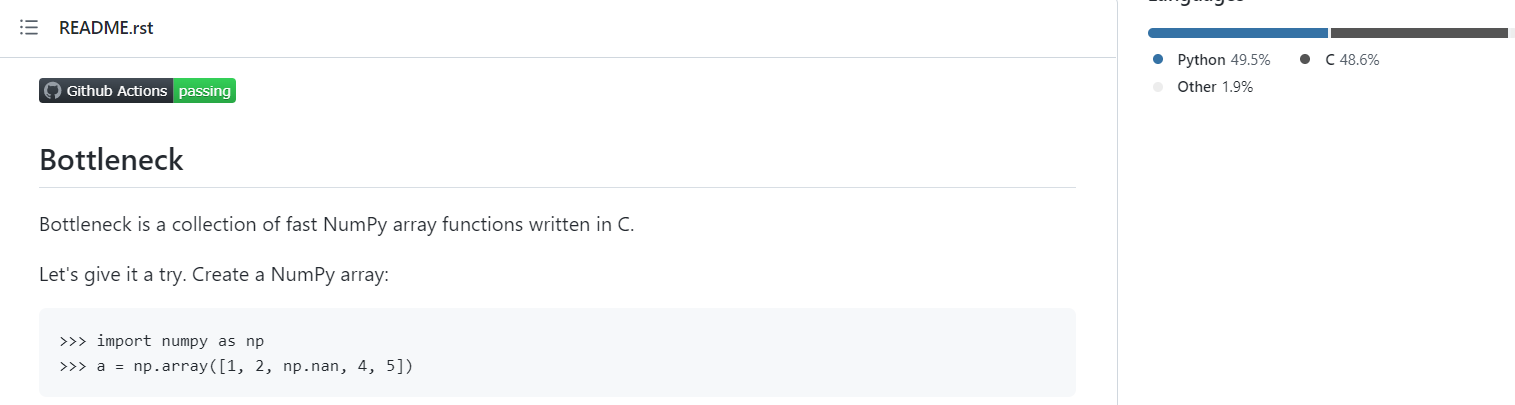 README.rst
Languages
Github Actions passing
Python 49.5% C 48.6%
Other 1.9%
Bottleneck
Bottleneck is a collection of fast NumPy array functions written in C.
Let's give it a try. Create a NumPy array:
>>> import numpy as np
>>> a = np.array([1, 2, np.nan, 4, 5])